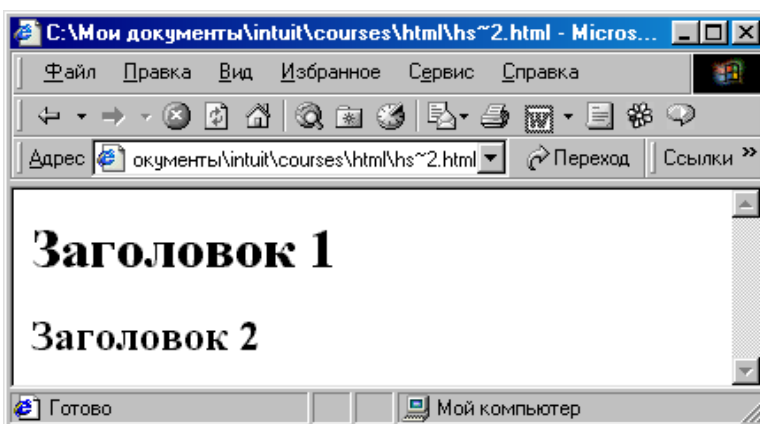 C:\Мои документы\intuit\courses\html\hs~2.html - Micros...
Файл Правка Вид Избранное Сервис Справка
Адрес окументы\intuit\courses\html\hs~2.html Переход Ссылки »
Заголовок 1
Заголовок 2
Готово Мой компьютер